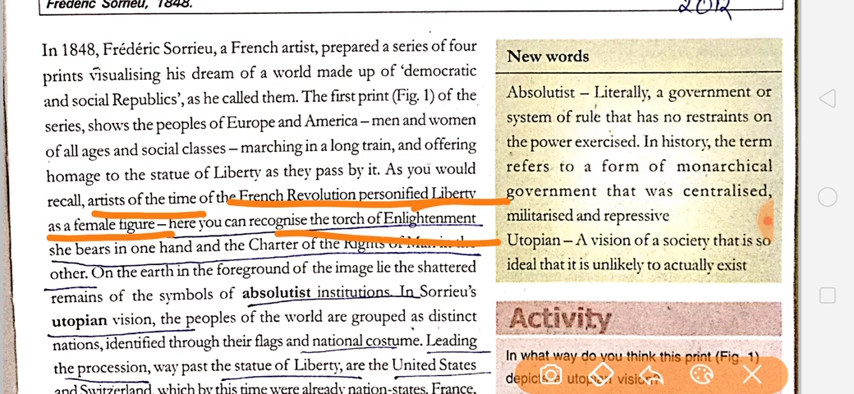 Frédéric Sorrieu, 1848.
2012
In 1848, Frédéric Sorrieu, a French artist, prepared a series of four
prints visualising his dream of a world made up of ‘democratic
and social Republics’, as he called them. The first print (Fig. 1) of the
series, shows the peoples of Europe and America – men and women
of all ages and social classes – marching in a long train, and offering
homage to the statue of Liberty as they pass by it. As you would
recall, artists of the time of the French Revolution personified Liberty
as a female figure – here you can recognise the torch of Enlightenment
she bears in one hand and the Charter of the Rights of Man in the
other. On the earth in the foreground of the image lie the shattered
remains of the symbols of absolutist institutions. In Sorrieu’s
utopian vision, the peoples of the world are grouped as distinct
nations, identified through their flags and national costume. Leading
the procession, way past the statue of Liberty, are the United States
and Switzerland, which by this time were already nation-states. France,
New words
Absolutist – Literally, a government or
system of rule that has no restraints on
the power exercised. In history, the term
refers to a form of monarchical
government that was centralised,
militarised and repressive
Utopian – A vision of a society that is so
ideal that it is unlikely to actually exist
Activity
In what way do you think this print (Fig. 1)
depicts a utopian vision?